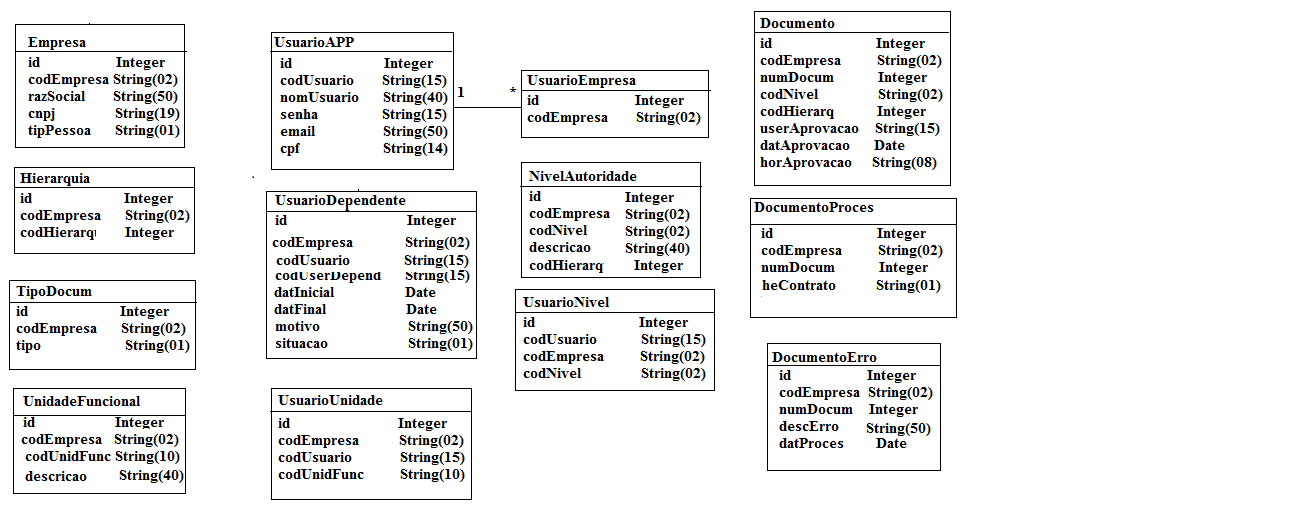 Empresa
id Integer
codEmpresa String(02)
razSocial String(50)
cnpj String(19)
tipPessoa String(01)
Hierarquia
id Integer
codEmpresa String(02)
codHierarqu Integer
TipoDocum
id Integer
codEmpresa String(02)
tipo String(01)
UnidadeFuncional
id Integer
codEmpresa String(02)
codUnidFunc String(10)
descricao String(40)
UsuarioAPP
id Integer
codUsuario String(15)
nomUsuario String(40)
senha String(15)
email String(50)
cpf String(14)
1 *
UsuarioDependente
id Integer
codEmpresa String(02)
codUsuario String(15)
codUserDepend String(15)
datInicial Date
datFinal Date
motivo String(50)
situacao String(01)
UsuarioUnidade
id Integer
codEmpresa String(02)
codUsuario String(15)
codUnidFunc String(10)
UsuarioEmpresa
id Integer
codEmpresa String(02)
NivelAutoridade
id Integer
codEmpresa String(02)
codNivel String(02)
descricao String(40)
codHierarq Integer
UsuarioNivel
id Integer
codUsuario String(15)
codEmpresa String(02)
codNivel String(02)
Documento
id Integer
codEmpresa String(02)
numDocum Integer
codNivel String(02)
codHierarq Integer
userAprovacao String(15)
datAprovacao Date
horAprovacao String(08)
DocumentoProces
id Integer
codEmpresa String(02)
numDocum Integer
heContrato String(01)
DocumentoErro
id Integer
codEmpresa String(02)
numDocum Integer
descErro String(50)
datProces Date